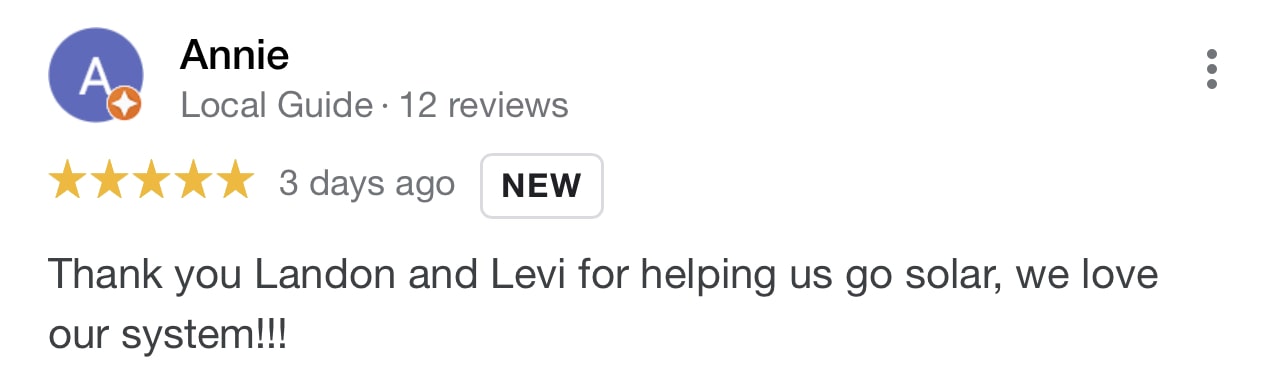 A
Annie
Local Guide · 12 reviews
3 days ago NEW
Thank you Landon and Levi for helping us go solar, we love
our system!!!